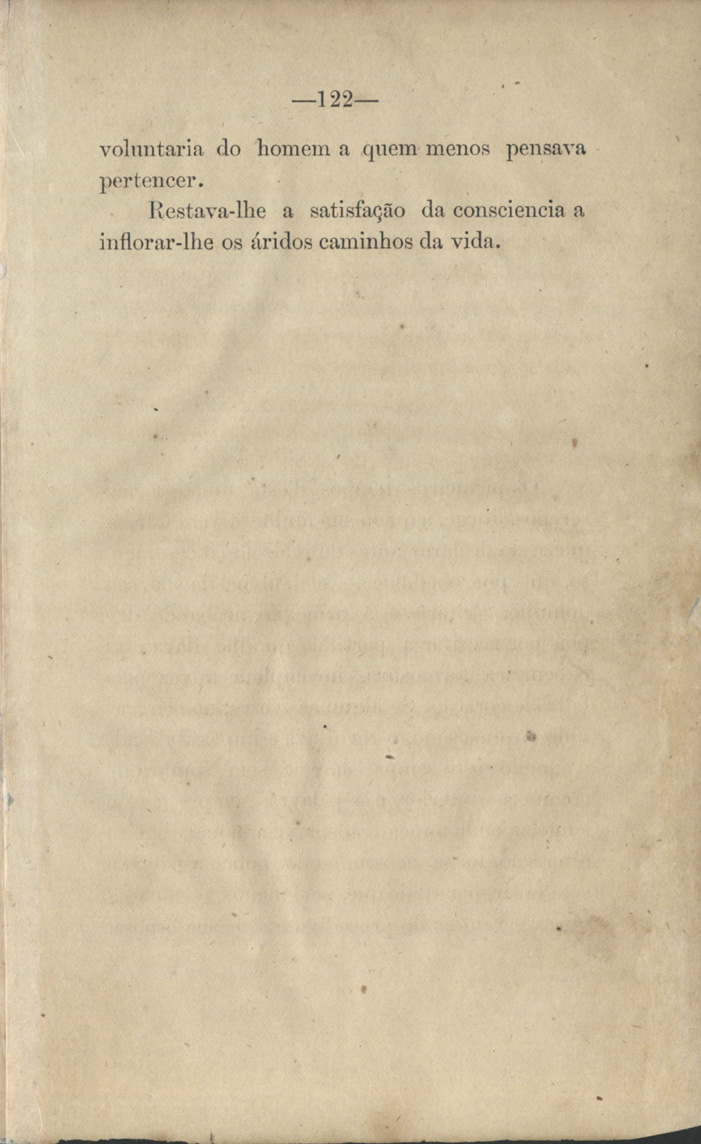 —122—
voluntaria do homem a quem menos pensava
pertencer.
Restava-lhe a satisfação da consciencia a
inflorar-lhe os áridos caminhos da vida.